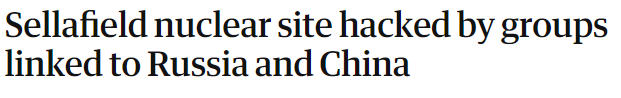 Sellafield nuclear site hacked by groups
linked to Russia and China